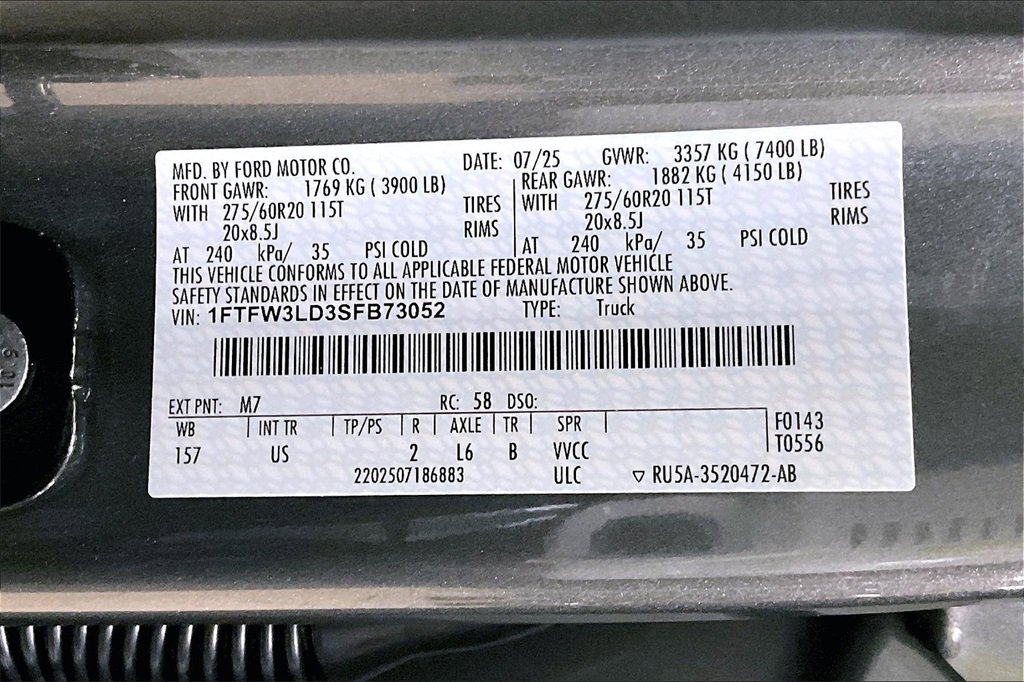 MFD. BY FORD MOTOR CO. DATE: 07/25 GVWR: 3357 KG ( 7400 LB)
FRONT GAWR: 1769 KG ( 3900 LB) REAR GAWR: 1882 KG ( 4150 LB)
WITH 275/60R20 115T TIRES WITH 275/60R20 115T TIRES
20x8.5J RIMS 20x8.5J RIMS
AT 240 kPa/ 35 PSI COLD AT 240 kPa/ 35 PSI COLD
THIS VEHICLE CONFORMS TO ALL APPLICABLE FEDERAL MOTOR VEHICLE
SAFETY STANDARDS IN EFFECT ON THE DATE OF MANUFACTURE SHOWN ABOVE.
VIN: 1FTFW3LD3SFB73052 TYPE: Truck
EXT PNT: M7 RC: 58 DSO:
WB INT TR TP/PS R AXLE TR SPR F0143
157 US 2 L6 B VVCC T0556
2202507186883 ULC ▽ RU5A-3520472-AB